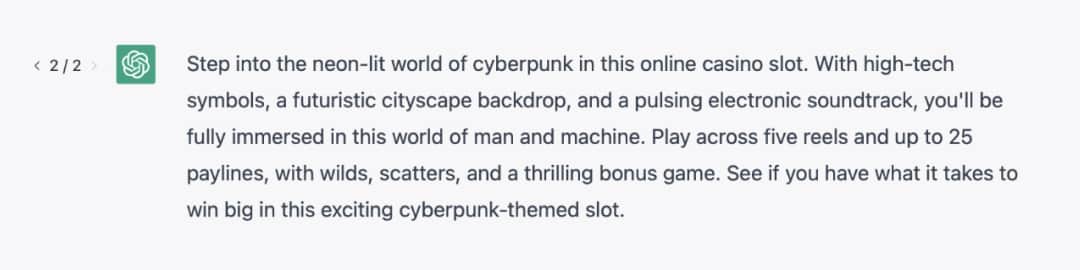 < 2 / 2 >
Step into the neon-lit world of cyberpunk in this online casino slot. With high-tech
symbols, a futuristic cityscape backdrop, and a pulsing electronic soundtrack, you'll be
fully immersed in this world of man and machine. Play across five reels and up to 25
paylines, with wilds, scatters, and a thrilling bonus game. See if you have what it takes to
win big in this exciting cyberpunk-themed slot.